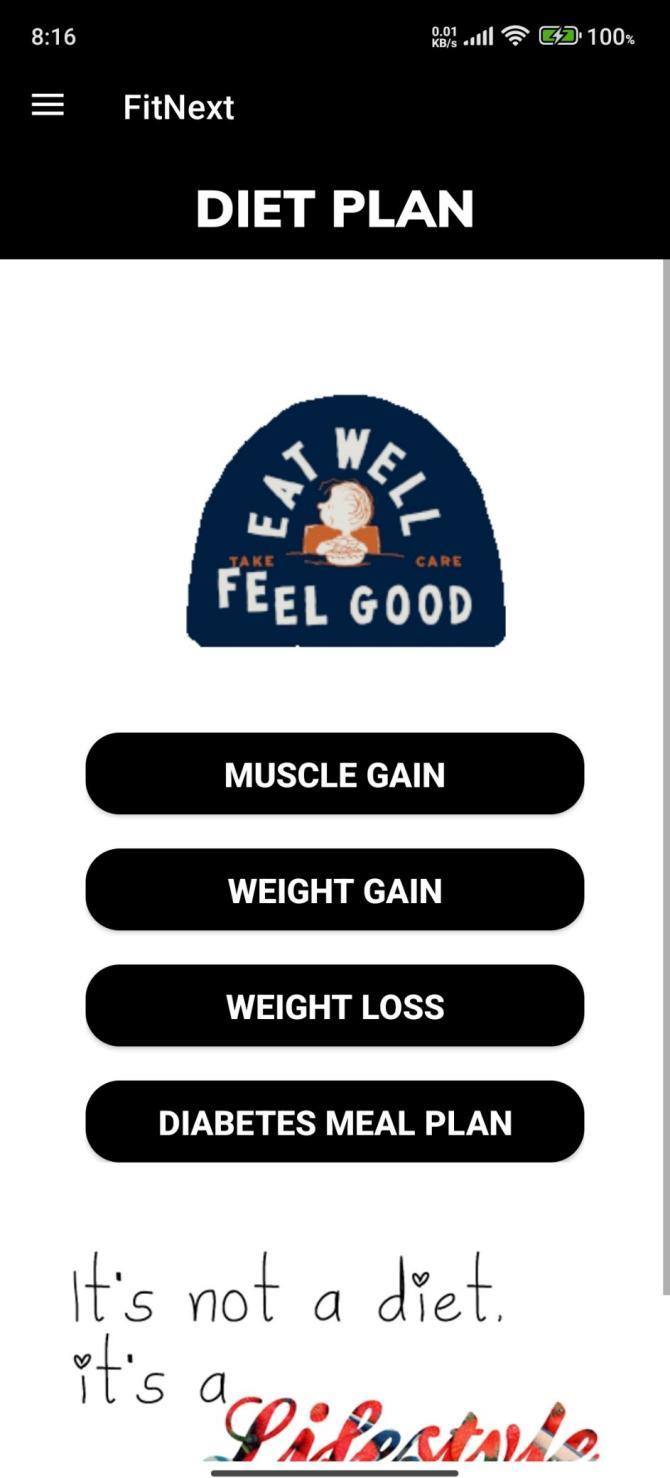 8:16
0.01
KB/s
100%
FitNext
DIET PLAN
EAT WELL
TAKE CARE
FEEL GOOD
MUSCLE GAIN
WEIGHT GAIN
WEIGHT LOSS
DIABETES MEAL PLAN
It's not a diet.
it's a
Lifestyle